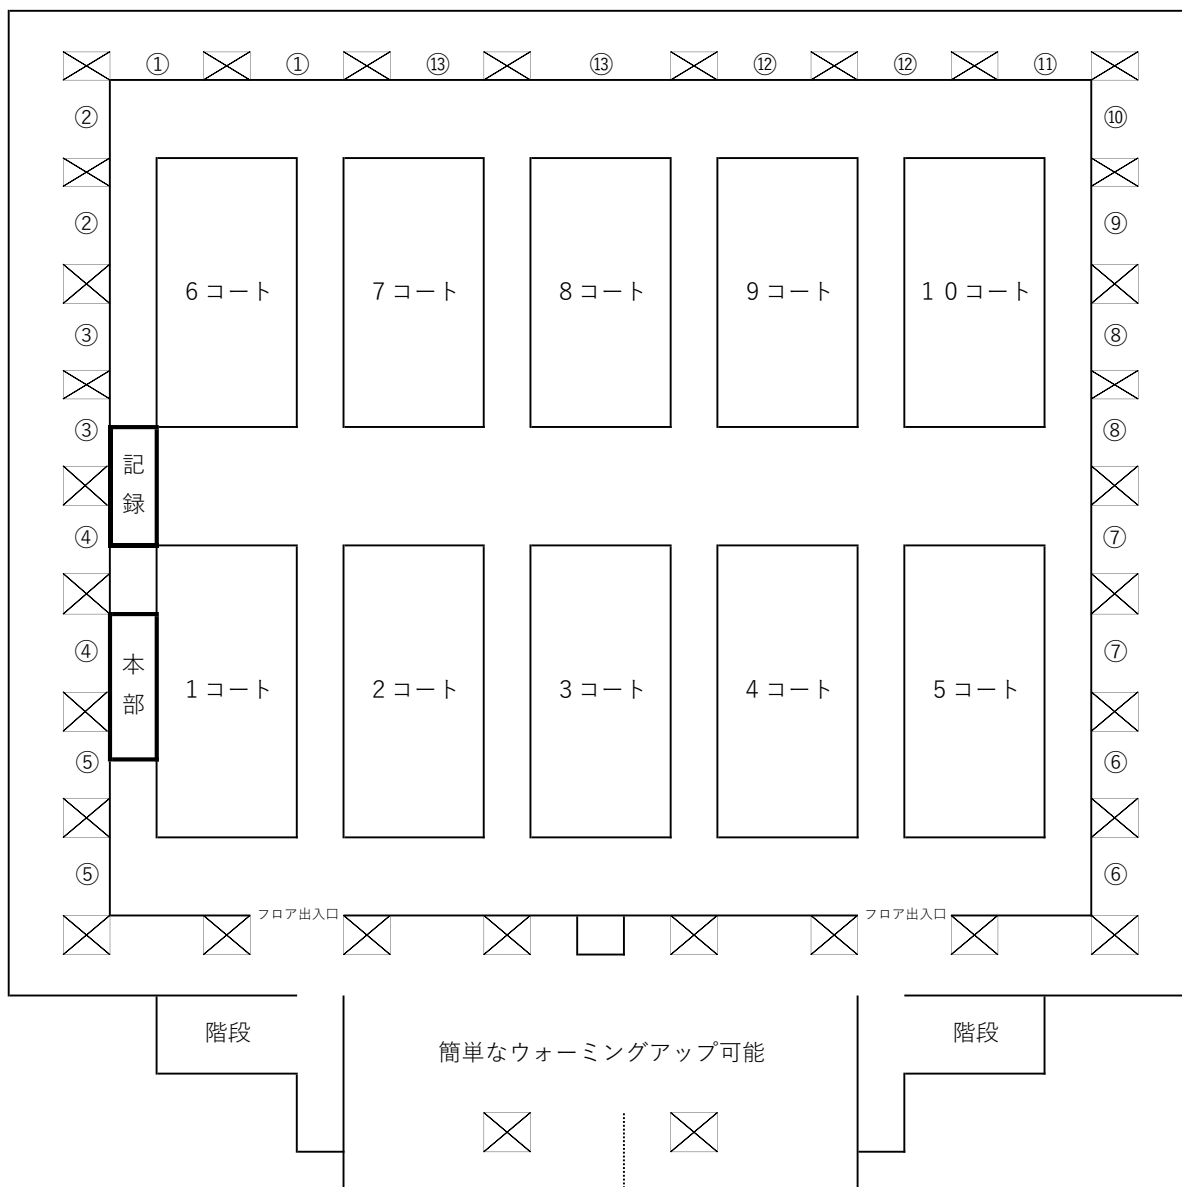 ① ① ⑬ ⑬ ⑫ ⑫ ⑪
② ⑩
② ⑨
6コート 7コート 8コート 9コート 10コート
③ ⑧
③ ⑧
記録
④ ⑦
④ ⑦
本部
1コート 2コート 3コート 4コート 5コート
⑤ ⑥
⑤ ⑥
フロア出入口 フロア出入口
階段 階段
簡単なウォーミングアップ可能